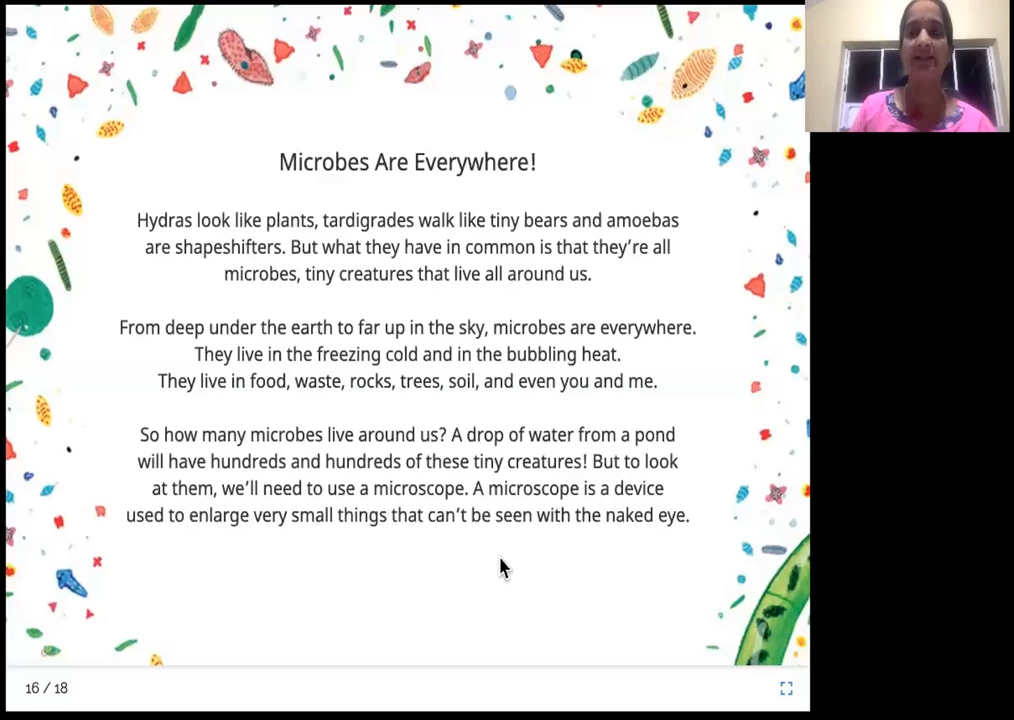 Microbes Are Everywhere!
Hydras look like plants, tardigrades walk like tiny bears and amoebas
are shapeshifters. But what they have in common is that they're all
microbes, tiny creatures that live all around us.
From deep under the earth to far up in the sky, microbes are everywhere.
They live in the freezing cold and in the bubbling heat.
They live in food, waste, rocks, trees, soil, and even you and me.
So how many microbes live around us? A drop of water from a pond
will have hundreds and hundreds of these tiny creatures! But to look
at them, we'll need to use a microscope. A microscope is a device
used to enlarge very small things that can't be seen with the naked eye.
16 / 18